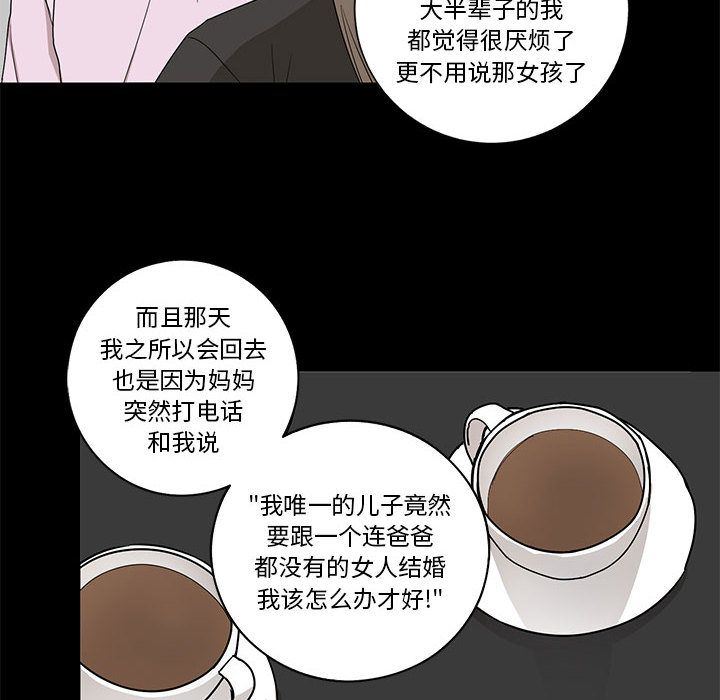 大半辈子的我
都觉得很厌烦了
更不用说那女孩了
而且那天
我之所以会回去
也是因为妈妈
突然打电话
和我说
"我唯一的儿子竟然
要跟一个连爸爸
都没有的女人结婚
我该怎么办才好!"